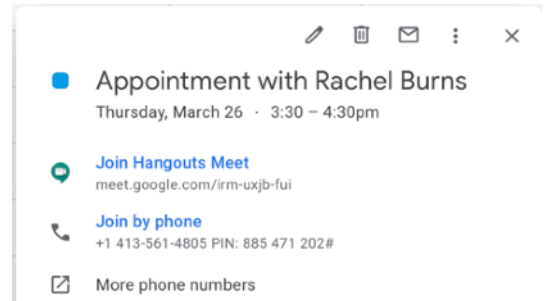 Appointment with Rachel Burns
Thursday, March 26 · 3:30 – 4:30pm
Join Hangouts Meet
meet.google.com/irm-uxjb-fui
Join by phone
+1 413-561-4805 PIN: 885 471 202#
More phone numbers